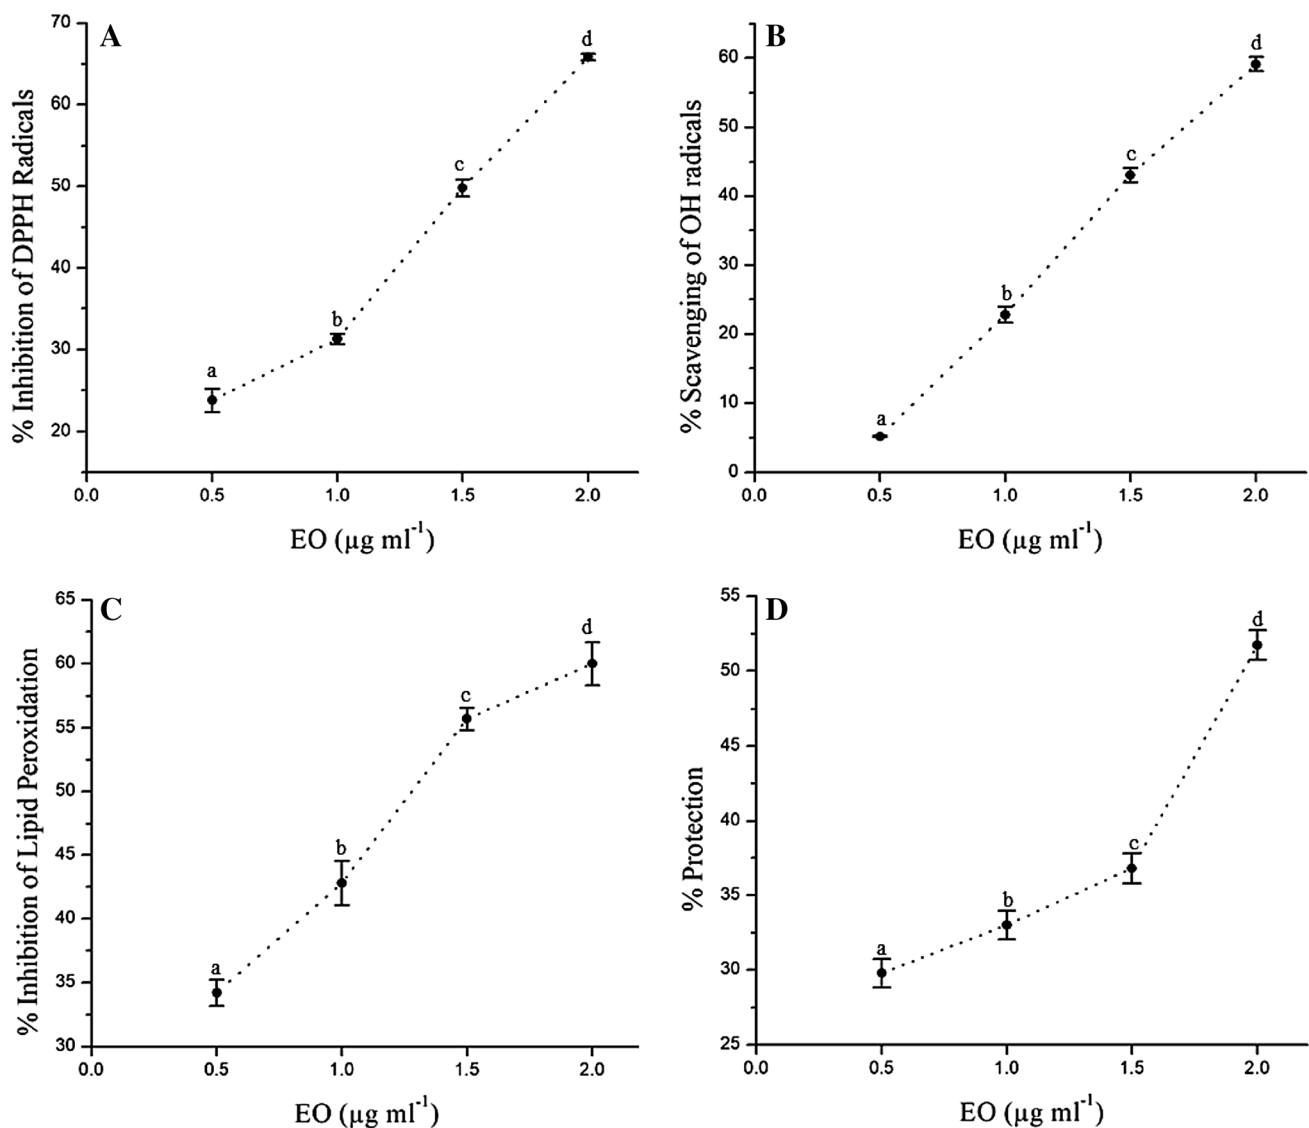 A
% Inhibition of DPPH Radicals
70
60
50
40
30
20
a
b
c
d
0.0 0.5 1.0 1.5 2.0
EO (µg ml⁻¹)
B
% Scavenging of OH radicals
60
50
40
30
20
10
0
a
b
c
d
0.0 0.5 1.0 1.5 2.0
EO (µg ml⁻¹)
C
% Inhibition of Lipid Peroxidation
65
60
55
50
45
40
35
30
a
b
c
d
0.0 0.5 1.0 1.5 2.0
EO (µg ml⁻¹)
D
% Protection
55
50
45
40
35
30
25
a
b
c
d
0.0 0.5 1.0 1.5 2.0
EO (µg ml⁻¹)